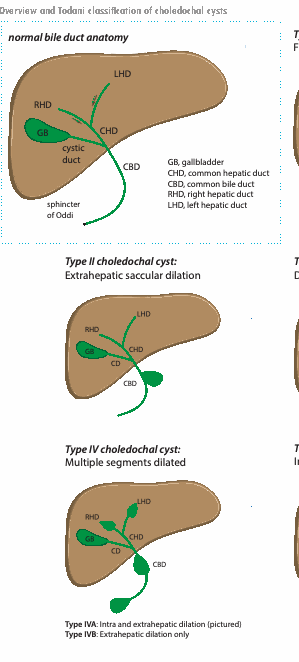 Overview and Todani classification of choledochal cysts
normal bile duct anatomy
LHD
RHD
GB
CHD
cystic
duct
CBD
sphincter
of Oddi
GB, gallbladder
CHD, common hepatic duct
CBD, common bile duct
RHD, right hepatic duct
LHD, left hepatic duct
Type II choledochal cyst:
Extrahepatic saccular dilation
LHD
RHD
GB
CHD
CD
CBD
Type IV choledochal cyst:
Multiple segments dilated
LHD
RHD
GB
CHD
CD
CBD
Type IVA: Intra and extrahepatic dilation (pictured)
Type IVB: Extrahepatic dilation only